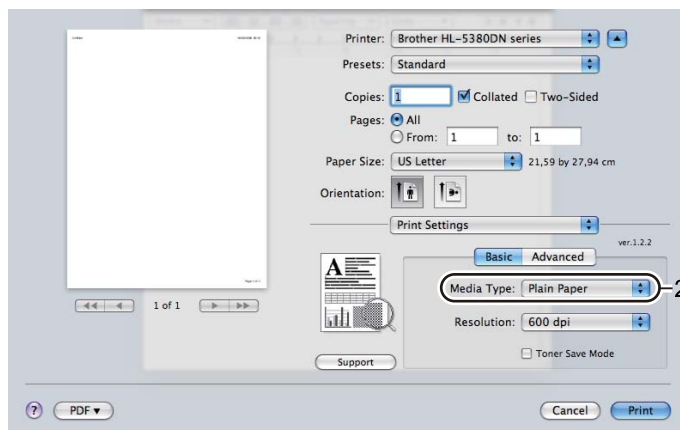 Printer: Brother HL-5380DN series
Presets: Standard
Copies: 1 Collated Two-Sided
Pages: All
From: 1 to: 1
Paper Size: US Letter 21,59 by 27,94 cm
Orientation:
Print Settings
ver.1.2.2
Basic Advanced
Media Type: Plain Paper 2
1 of 1
Resolution: 600 dpi
Toner Save Mode
Support
? PDF▼ Cancel Print